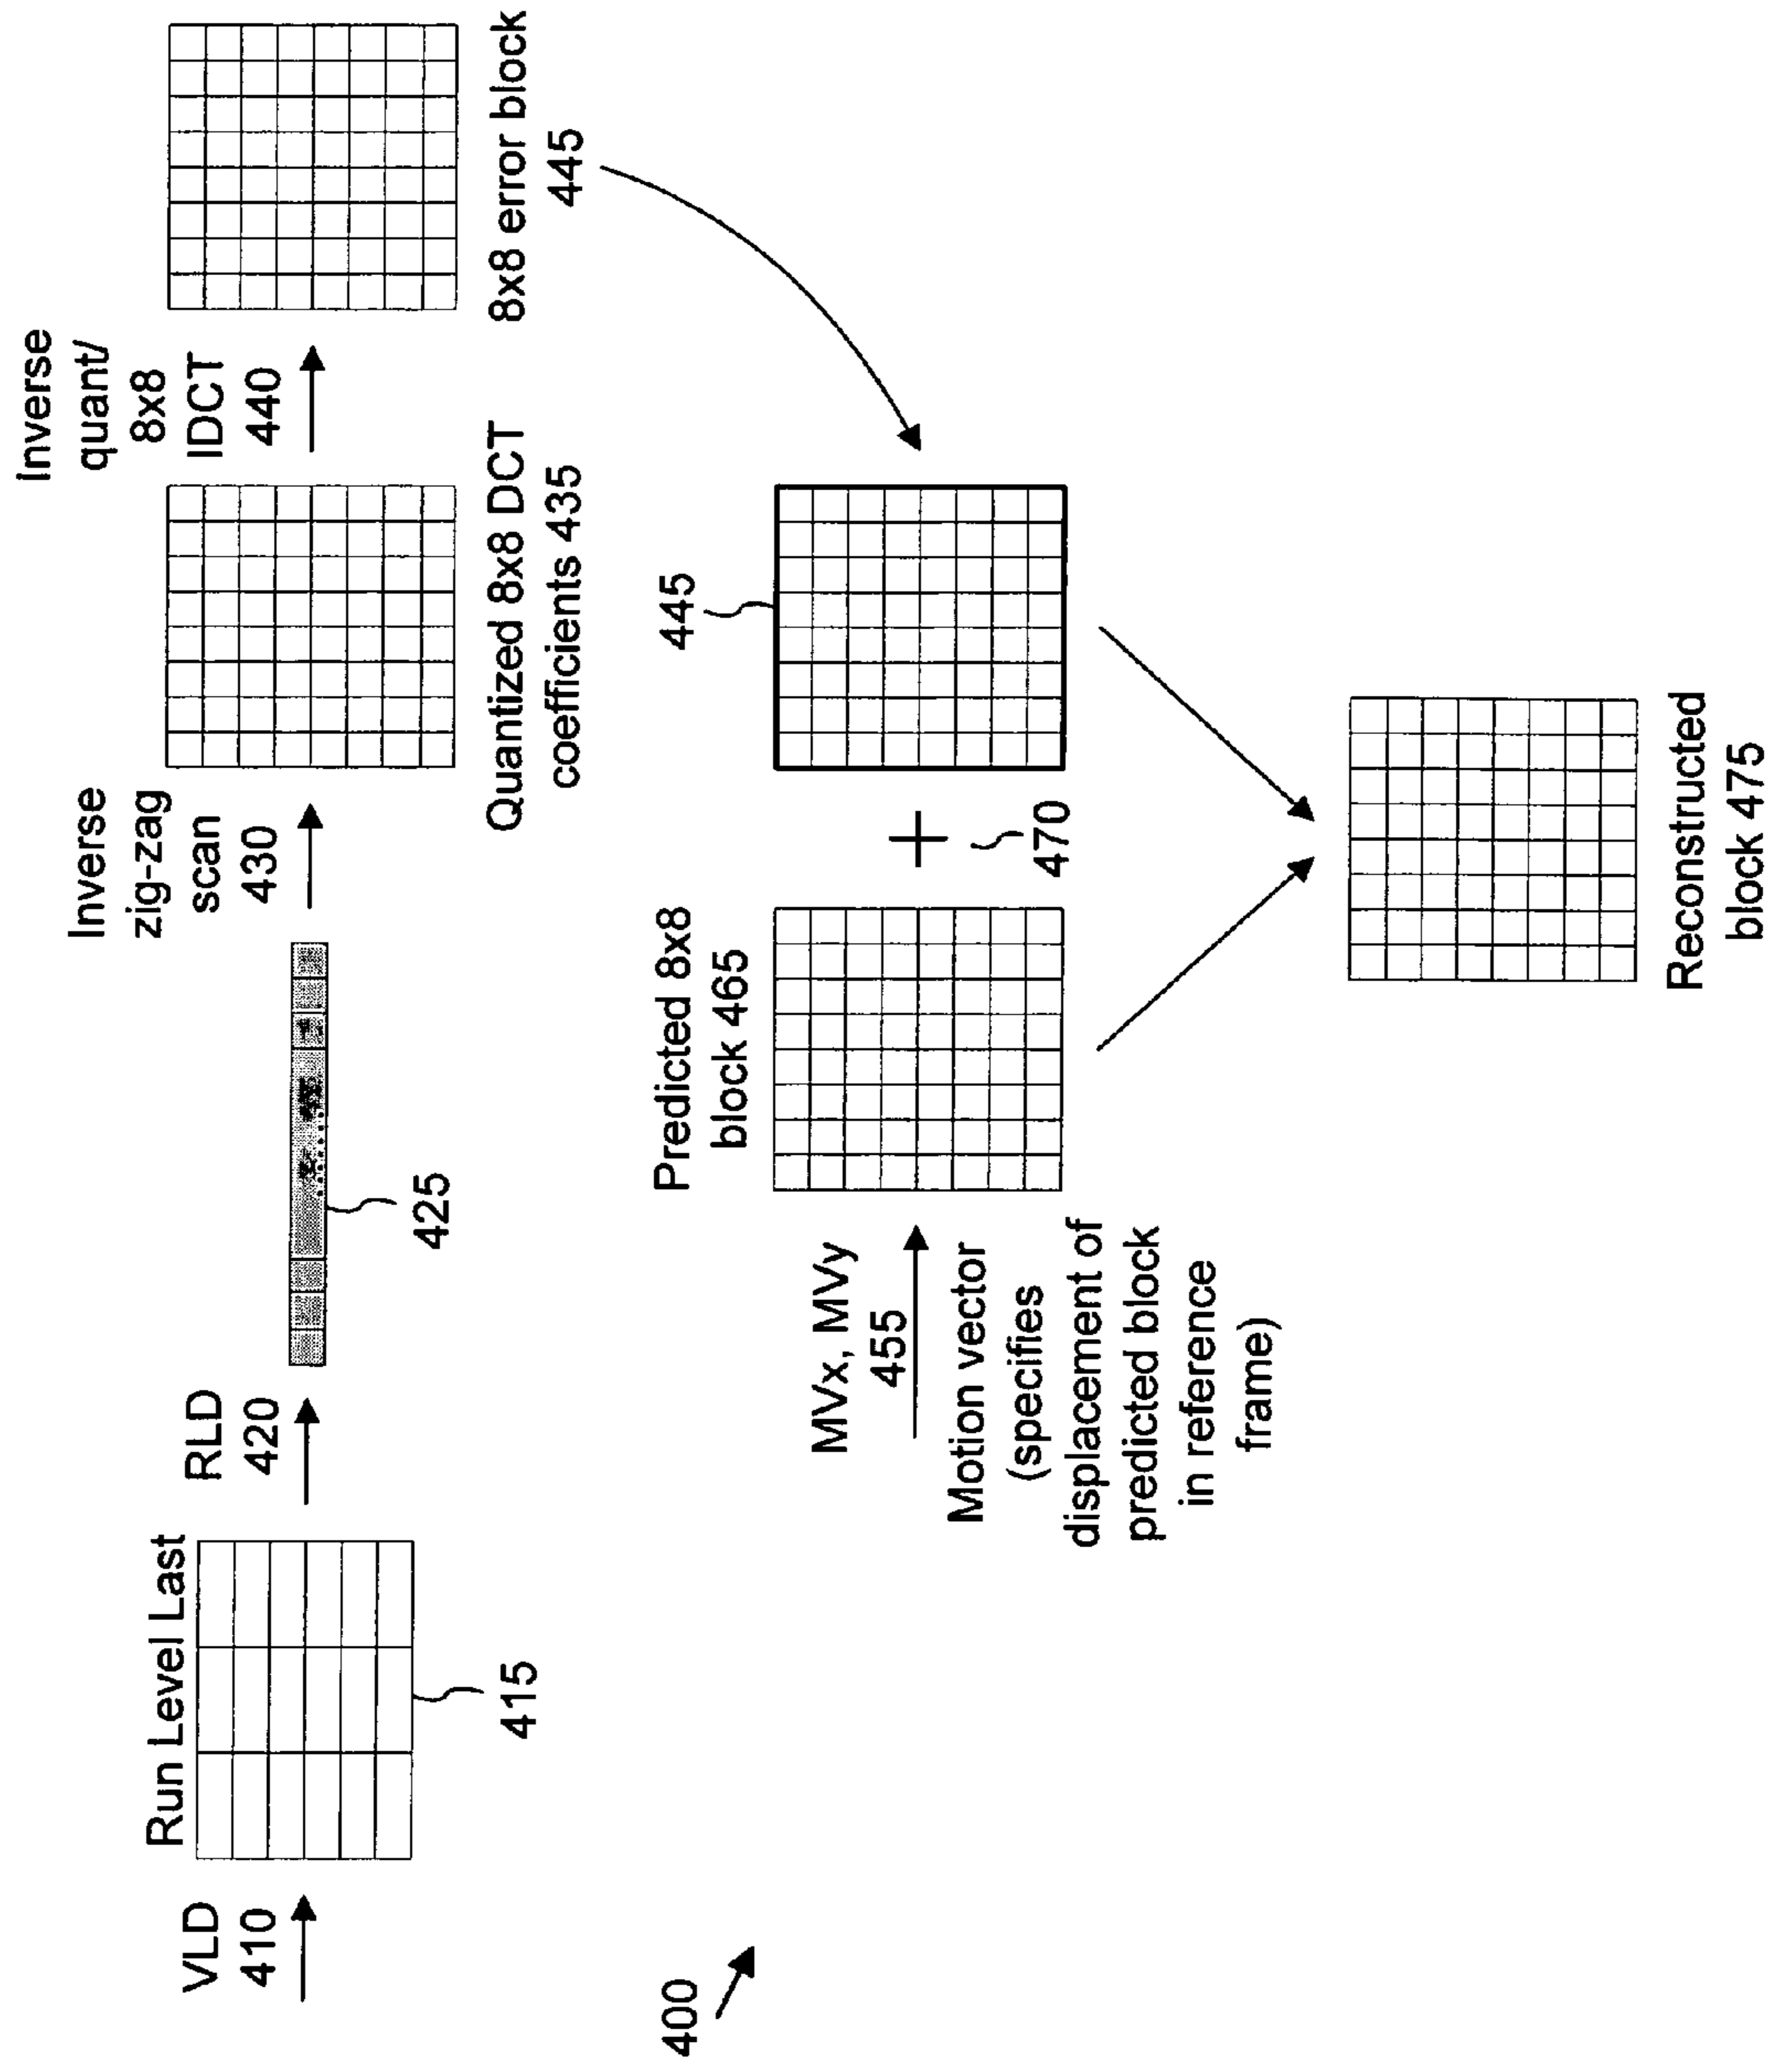 VLD
410
Run Level Last
415
RLD
420
425
Inverse
zig-zag
scan
430
Quantized 8x8 DCT
coefficients 435
Inverse
quant/
8x8
IDCT
440
8x8 error block
445
400
MVx, MVy
455
Motion vector
(specifies
displacement of
predicted block
in reference
frame)
Predicted 8x8
block 465
+
470
445
Reconstructed
block 475